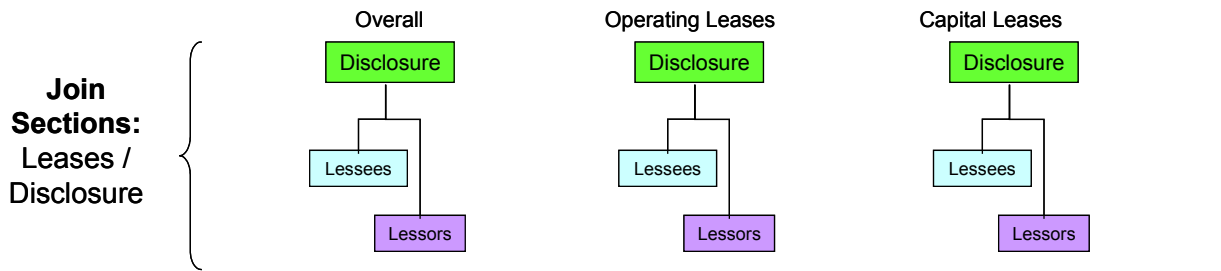 Overall
Operating Leases
Capital Leases
Join
Sections:
Leases /
Disclosure
Disclosure
Disclosure
Disclosure
Lessees
Lessees
Lessees
Lessors
Lessors
Lessors